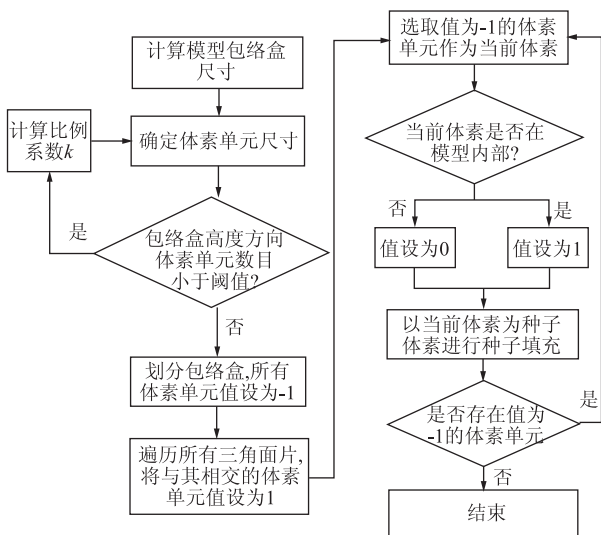 计算模型包络盒
尺寸
计算比例
系数k
确定体素单元尺寸
是
包络盒高度方向
体素单元数目
小于阈值?
否
划分包络盒,所有
体素单元值设为-1
遍历所有三角面片,
将与其相交的体素
单元值设为1
选取值为-1的体素
单元作为当前体素
当前体素是否在
模型内部?
否
是
值设为0
值设为1
以当前体素为种子
体素进行种子填充
是否存在值为
-1的体素单元
是
否
结束